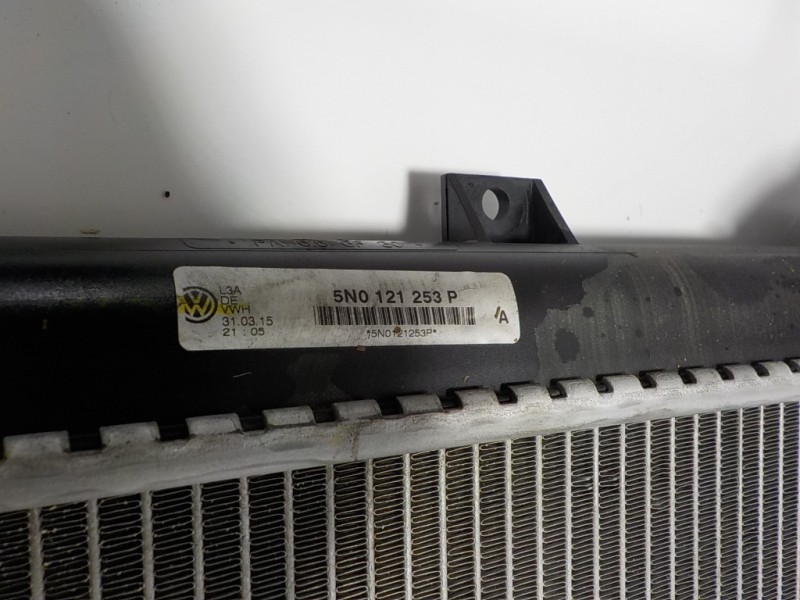 L3A
DE
VWH
31.03.15
21:05
5N0 121 253 P
*5N0121253P*
/A